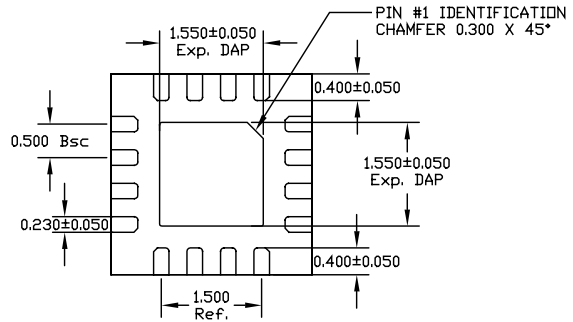 PIN #1 IDENTIFICATION
CHAMFER 0.300 X 45°
1.550±0.050
Exp. DAP
0.400±0.050
0.500 Bsc
1.550±0.050
Exp. DAP
0.230±0.050
0.400±0.050
1.500
Ref.